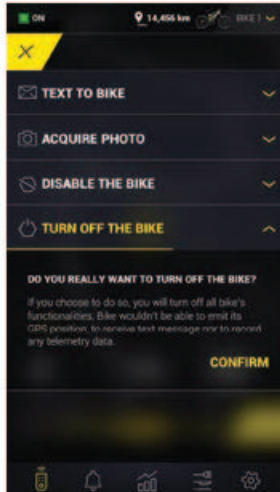 ON 14,456 km BIKE 1
TEXT TO BIKE
ACQUIRE PHOTO
DISABLE THE BIKE
TURN OFF THE BIKE
DO YOU REALLY WANT TO TURN OFF THE BIKE?
If you choose to do so, you will turn off all bike's
functionalities. Bike wouldn't be able to emit its
GPS position, to receive text message nor to record
any telemetry data.
CONFIRM